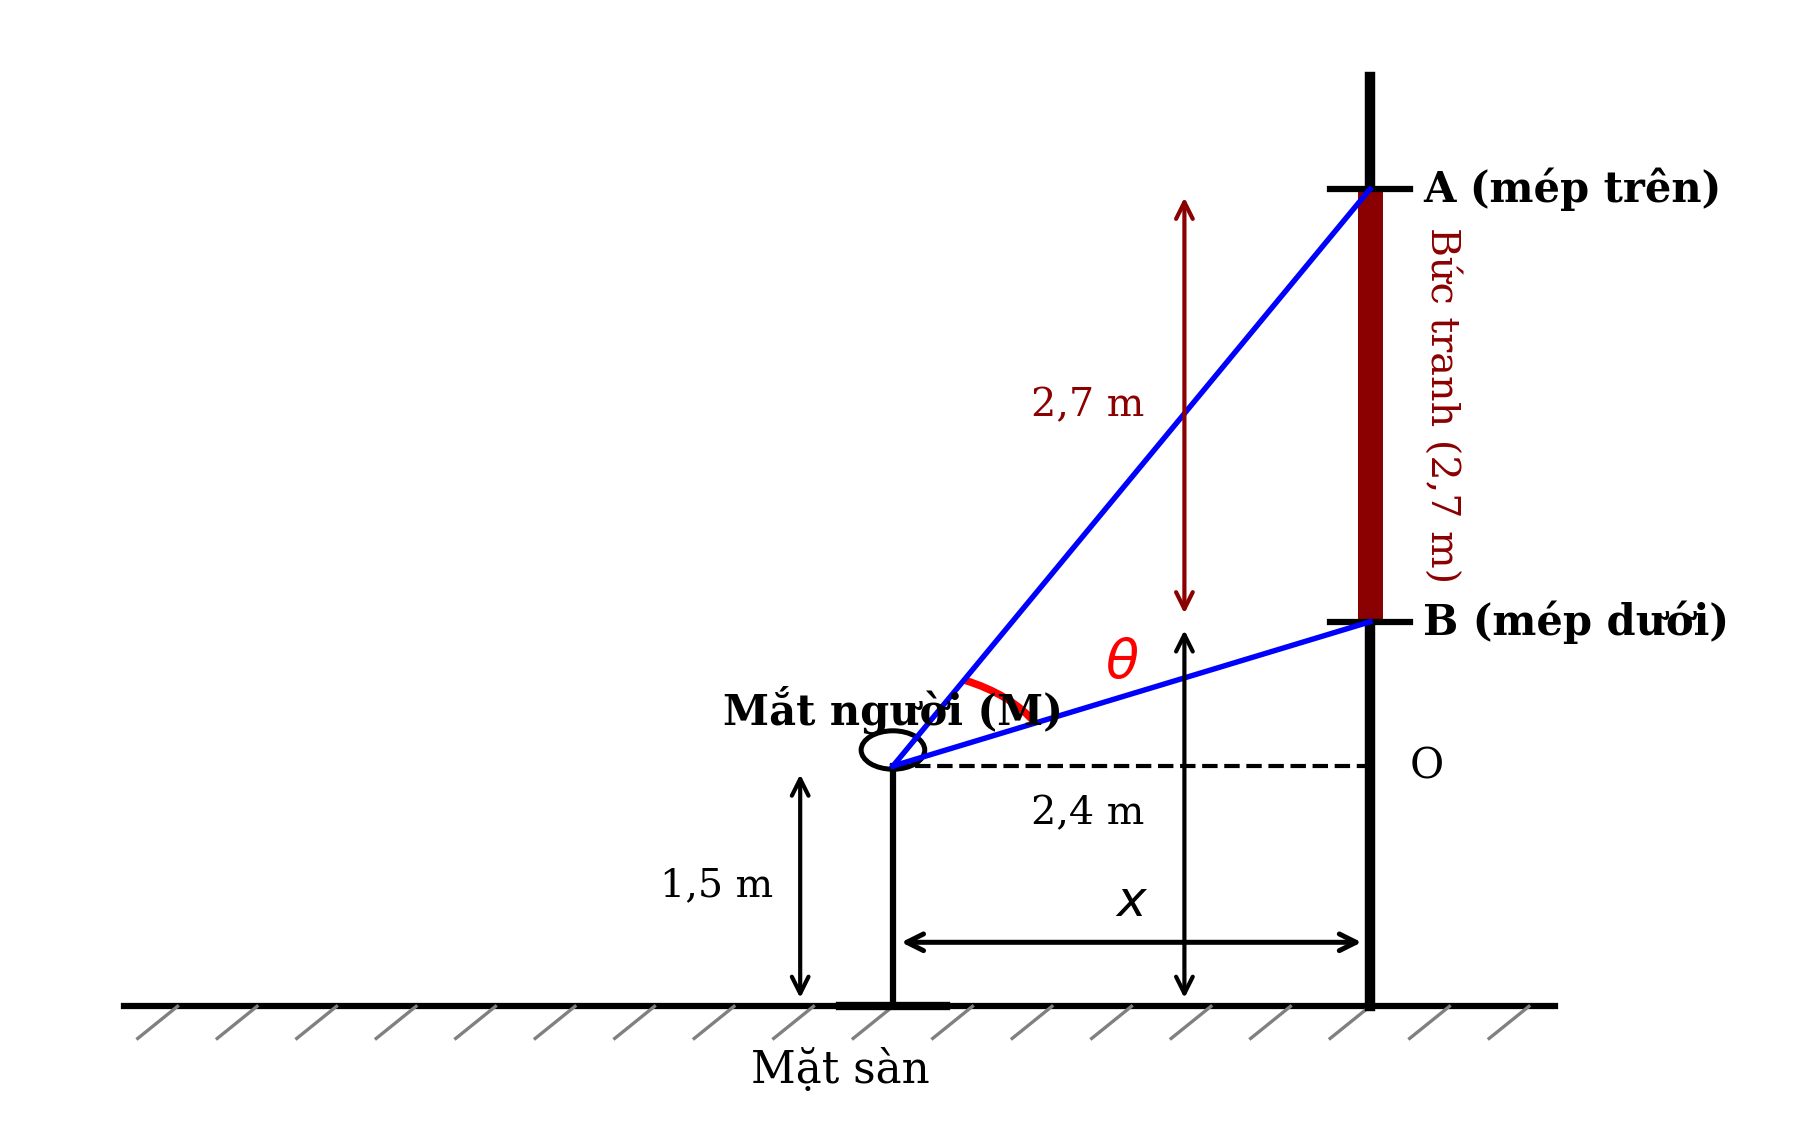 A (mép trên)
Bức tranh (2,7 m)
2,7 m
B (mép dưới)
θ
Mắt người (M)
O
2,4 m
1,5 m
x
Mặt sàn